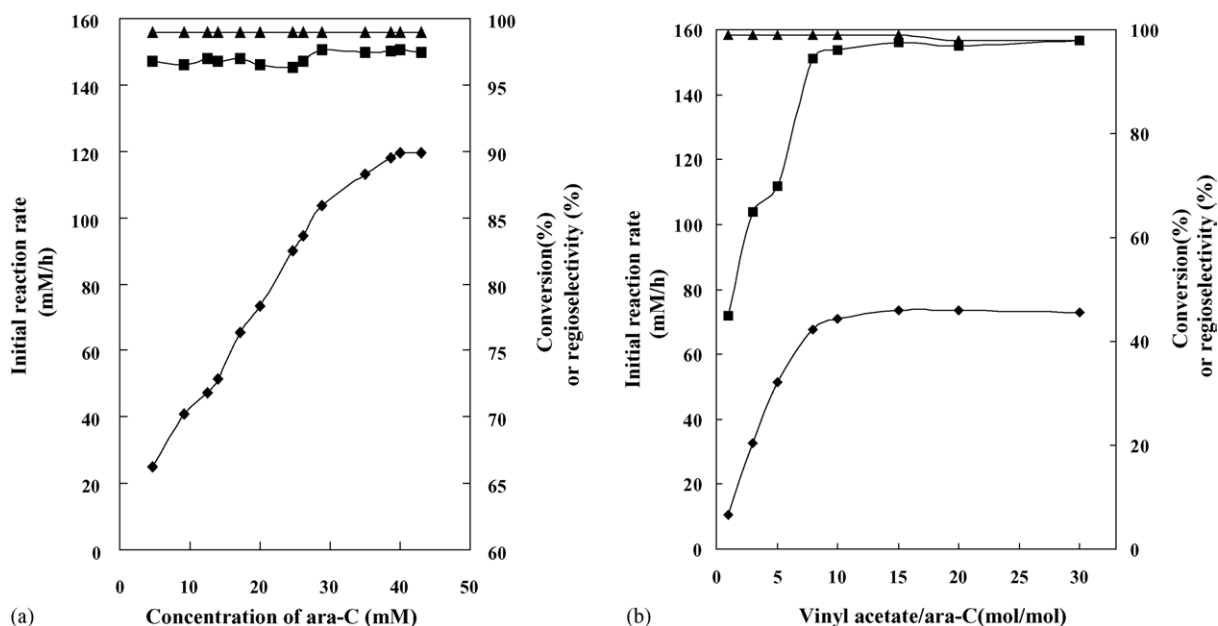 160
140
120
100
80
60
40
20
0
Initial reaction rate
(mM/h)
100
95
90
85
80
75
70
65
60
Conversion(%)
or regioselectivity (%)
0 10 20 30 40 50
(a) Concentration of ara-C (mM)
160
140
120
100
80
60
40
20
0
Initial reaction rate
(mM/h)
100
80
60
40
20
0
Conversion(%)
or regioselectivity (%)
0 5 10 15 20 25 30
(b) Vinyl acetate/ara-C(mol/mol)